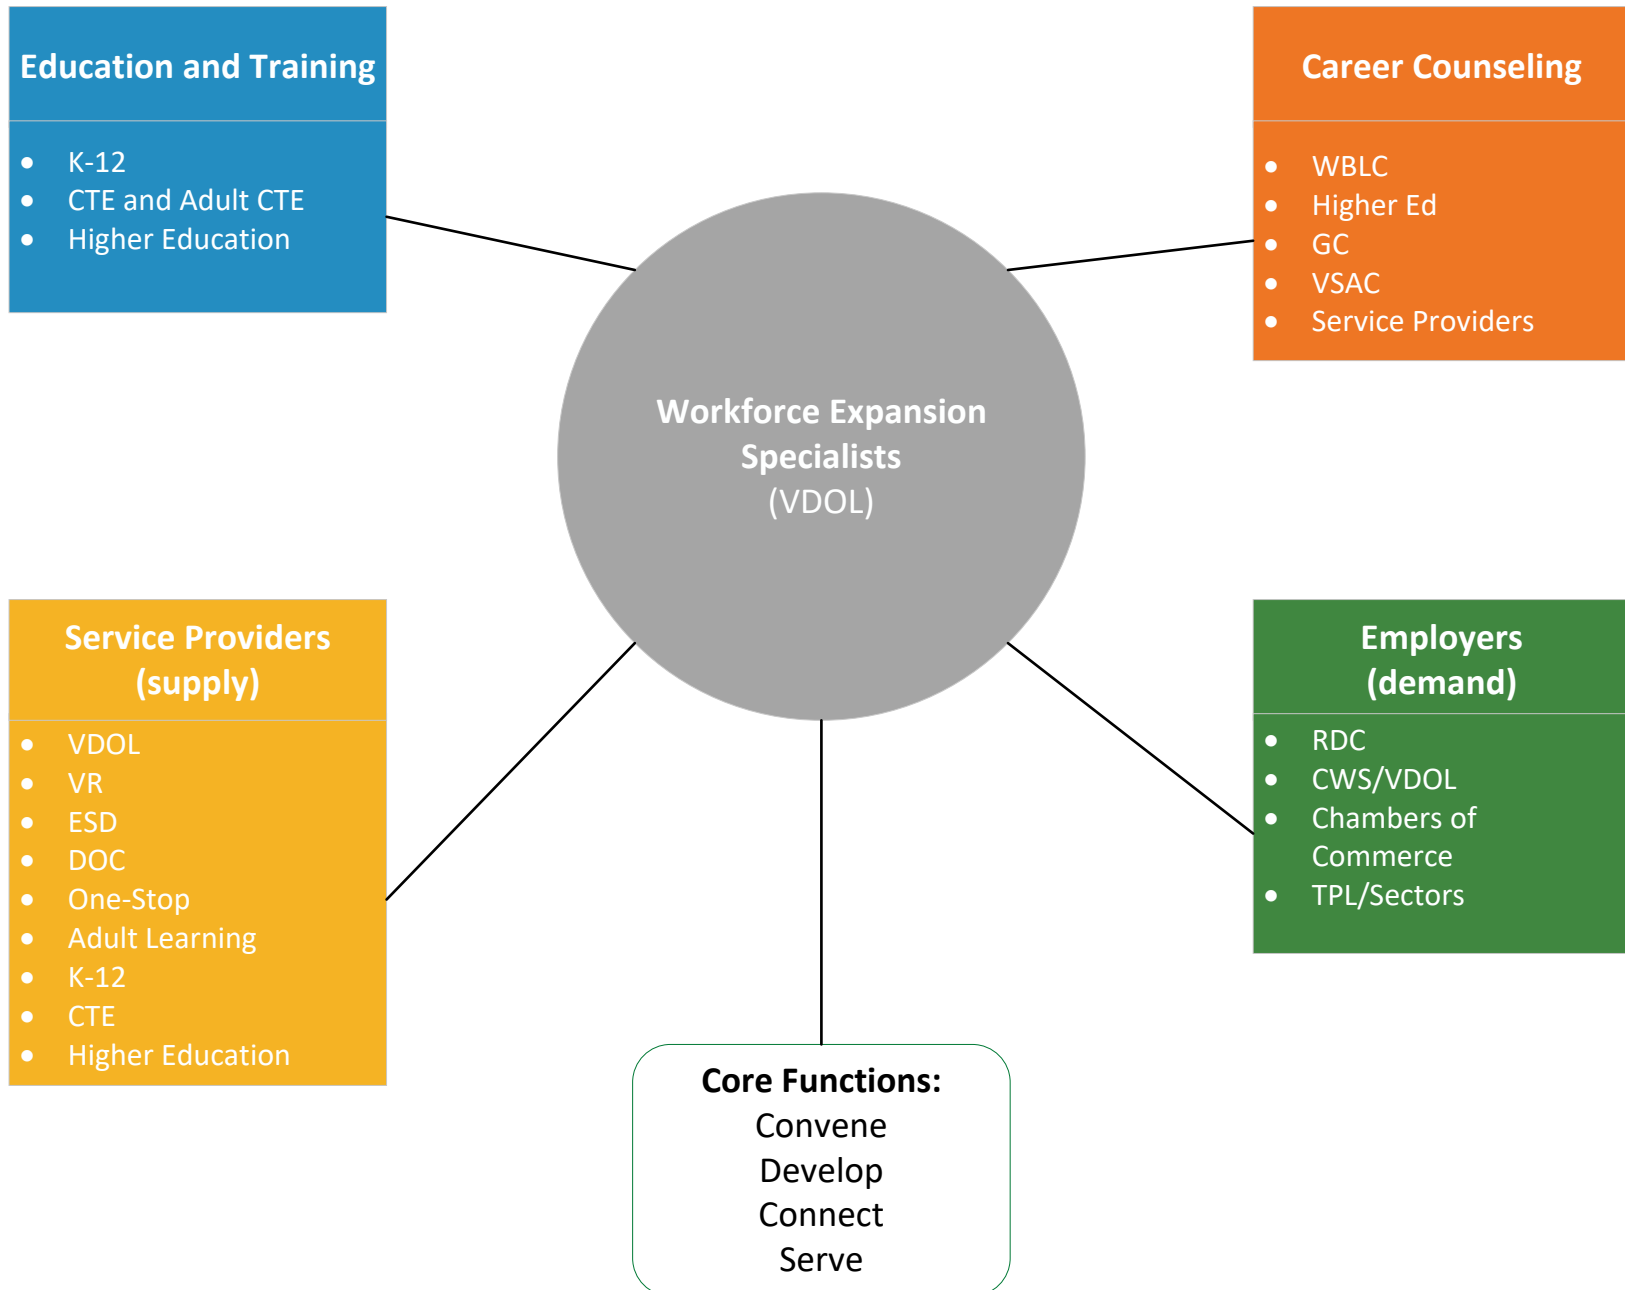 Education and Training
• K-12
• CTE and Adult CTE
• Higher Education
Career Counseling
• WBLC
• Higher Ed
• GC
• VSAC
• Service Providers
Workforce Expansion
Specialists
(VDOL)
Service Providers
(supply)
• VDOL
• VR
• ESD
• DOC
• One-Stop
• Adult Learning
• K-12
• CTE
• Higher Education
Employers
(demand)
• RDC
• CWS/VDOL
• Chambers of
Commerce
• TPL/Sectors
Core Functions:
Convene
Develop
Connect
Serve